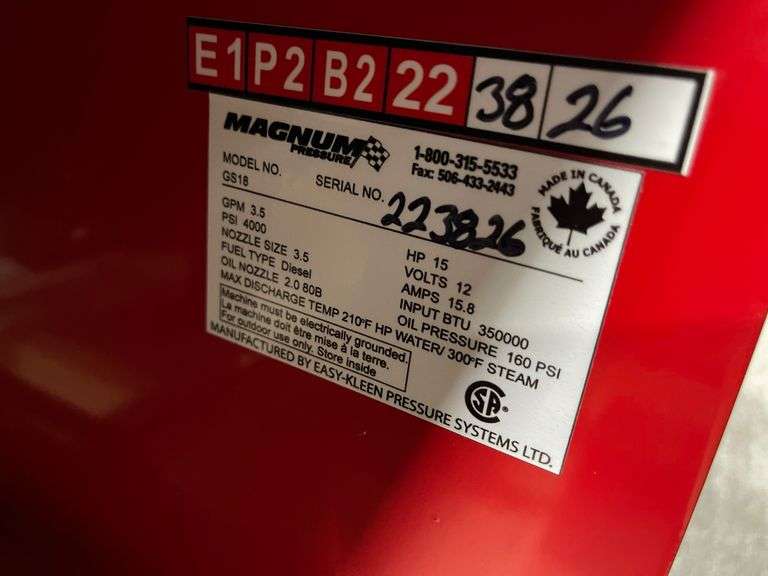 E1 P2 B2 22 38 26
MAGNUM
PRESSURE
1-800-315-5533
Fax: 506-433-2443
MODEL NO.
GS18
SERIAL NO. 223826
MADE IN CANADA
FABRIQUÉ AU CANADA
GPM 3.5
PSI 4000
NOZZLE SIZE 3.5
FUEL TYPE Diesel
OIL NOZZLE 2.0 80B
HP 15
VOLTS 12
AMPS 15.8
INPUT BTU 350000
OIL PRESSURE 160 PSI
MAX DISCHARGE TEMP 210°F HP WATER/ 300°F STEAM
Machine must be electrically grounded
La machine doit être mise à la terre.
For outdoor use only. Store inside
MANUFACTURED BY EASY-KLEEN PRESSURE SYSTEMS LTD.
SA